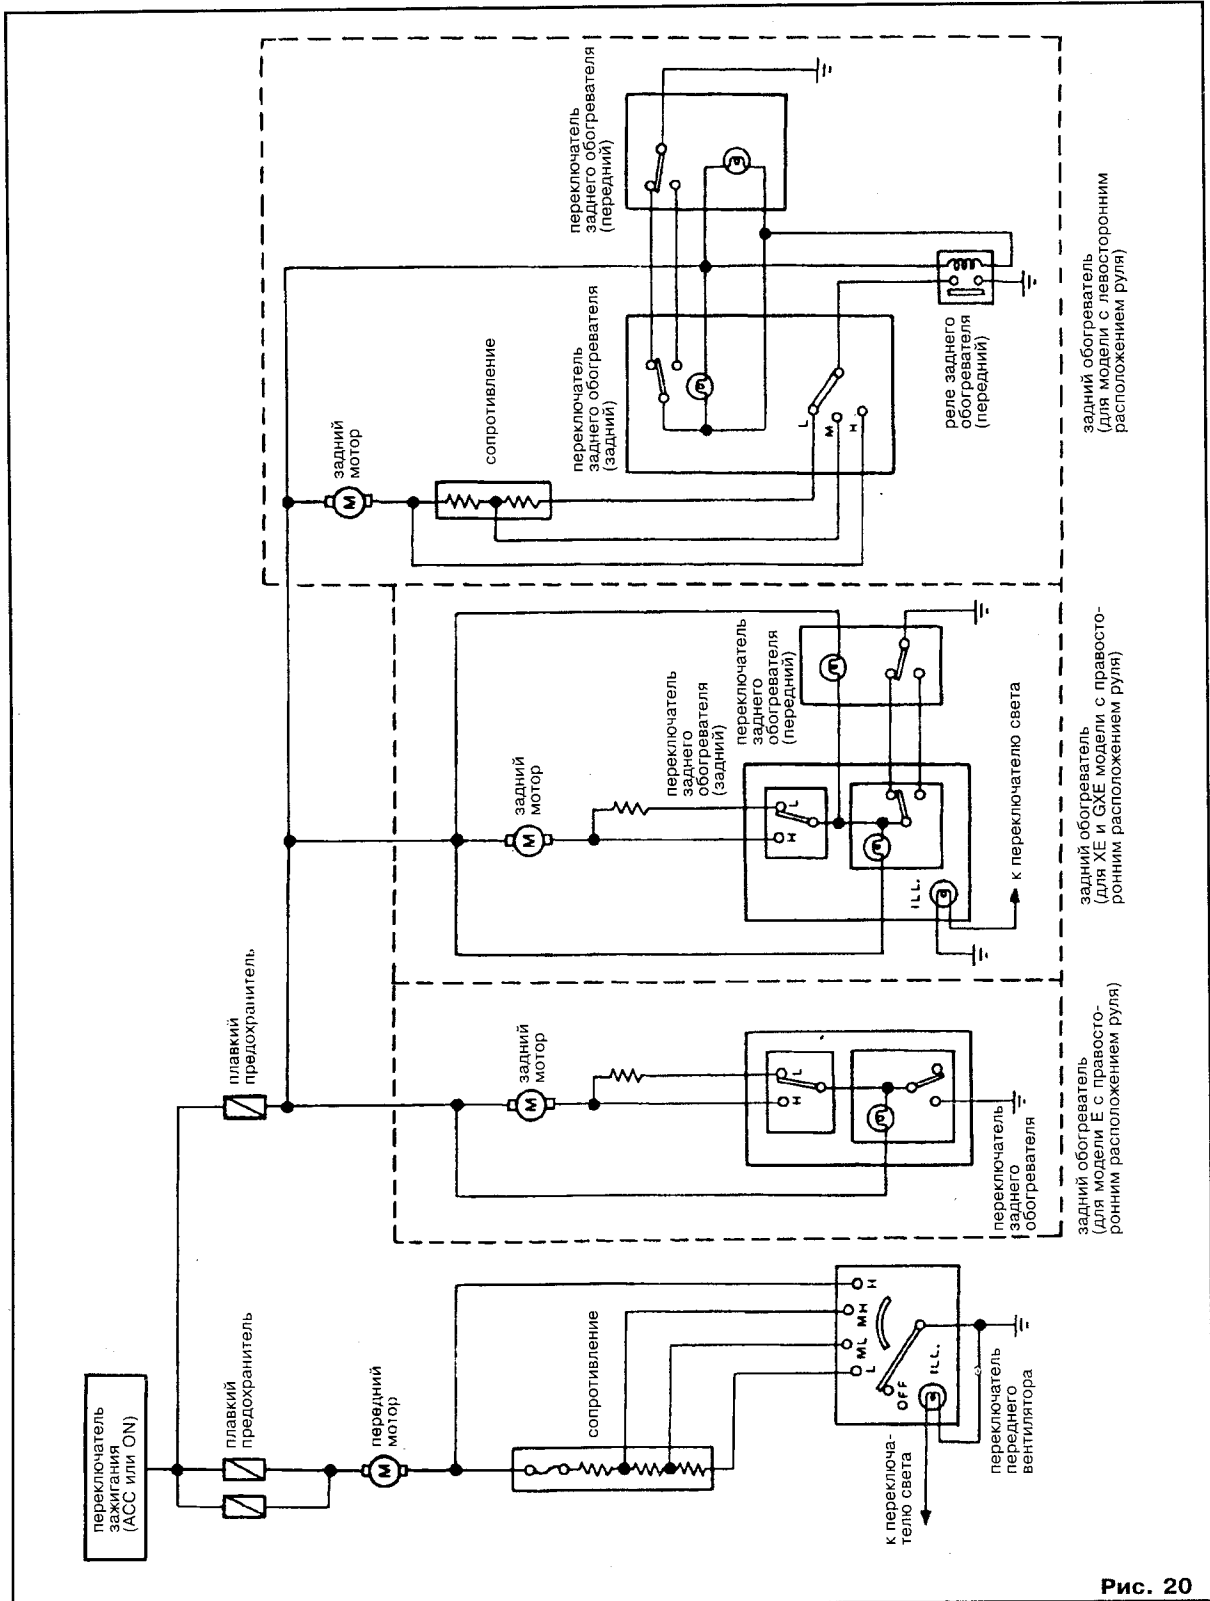 переключатель
зажигания
(ACC или ON)
плавкий
предохранитель
плавкий
предохранитель
передний
мотор
сопротивление
L
ML
MH
H
OFF
ILL.
к переключа-
телю света
переключатель
переднего
вентилятора
задний
мотор
H
L
переключатель
заднего
обогревателя
задний обогреватель
(для модели E с правосто-
ронним расположением руля)
задний
мотор
переключатель
заднего
обогревателя
(задний)
переключатель
заднего
обогревателя
(передний)
H
L
ILL.
к переключателю света
задний обогреватель
(для XE и GXE модели с правосто-
ронним расположением руля)
задний
мотор
сопротивление
переключатель
заднего обогревателя
(задний)
переключатель
заднего обогревателя
(передний)
L
M
H
реле заднего
обогревателя
(передний)
задний обогреватель
(для модели с левосторонним
расположением руля)
M
M
M
M
Рис. 20